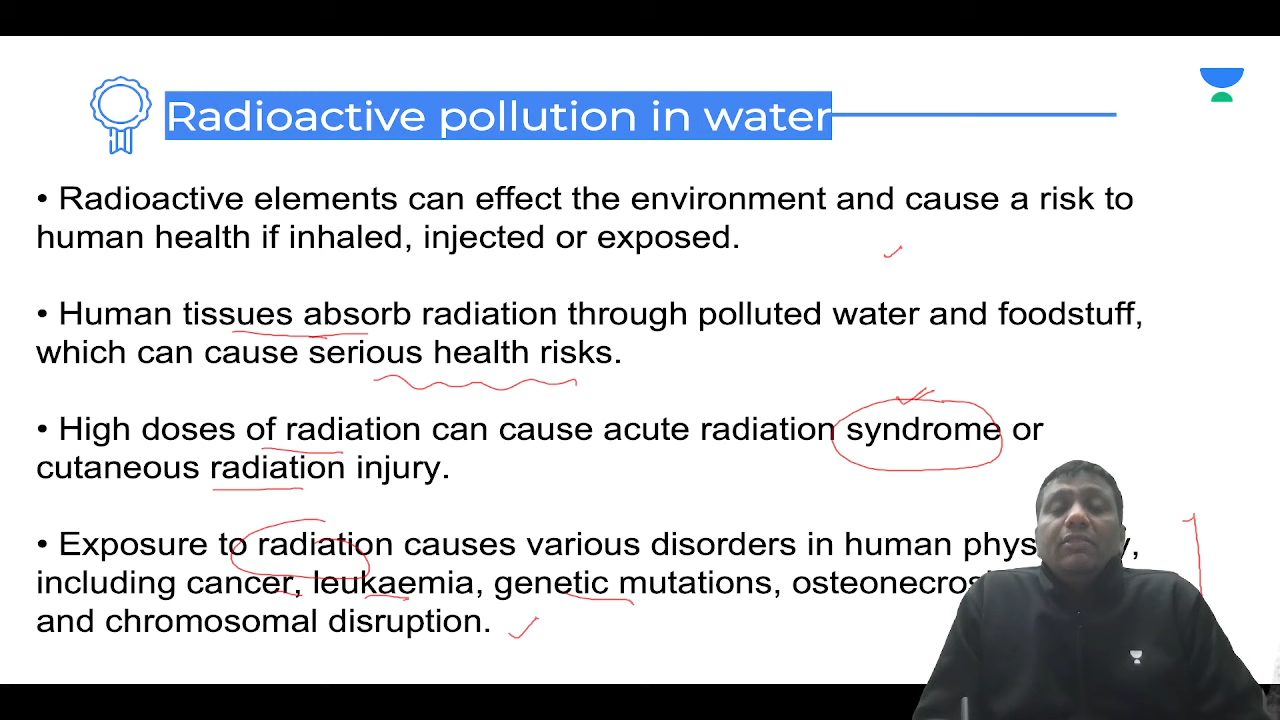 Radioactive pollution in water
• Radioactive elements can effect the environment and cause a risk to
human health if inhaled, injected or exposed.
• Human tissues absorb radiation through polluted water and foodstuff,
which can cause serious health risks.
• High doses of radiation can cause acute radiation syndrome or
cutaneous radiation injury.
• Exposure to radiation causes various disorders in human
including cancer, leukaemia, genetic mutations,
and chromosomal disruption.